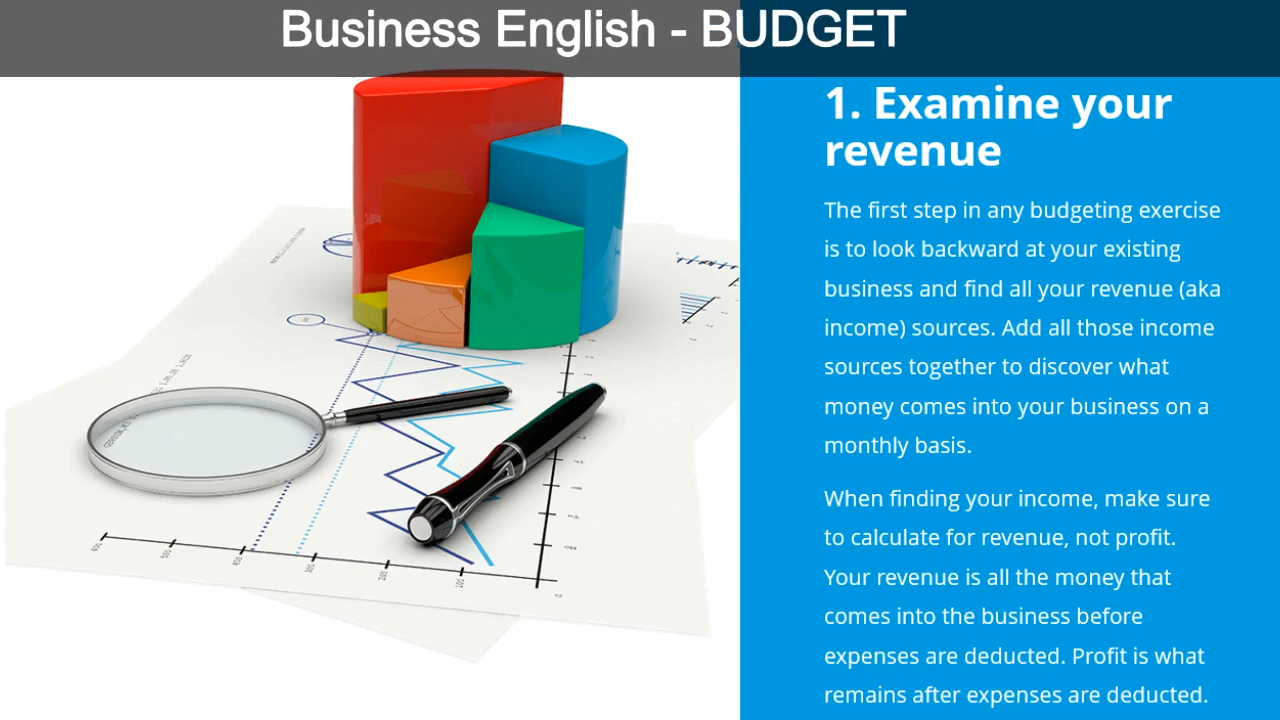 Business English - BUDGET
1. Examine your
revenue
The first step in any budgeting exercise
is to look backward at your existing
business and find all your revenue (aka
income) sources. Add all those income
sources together to discover what
money comes into your business on a
monthly basis.
When finding your income, make sure
to calculate for revenue, not profit.
Your revenue is all the money that
comes into the business before
expenses are deducted. Profit is what
remains after expenses are deducted.